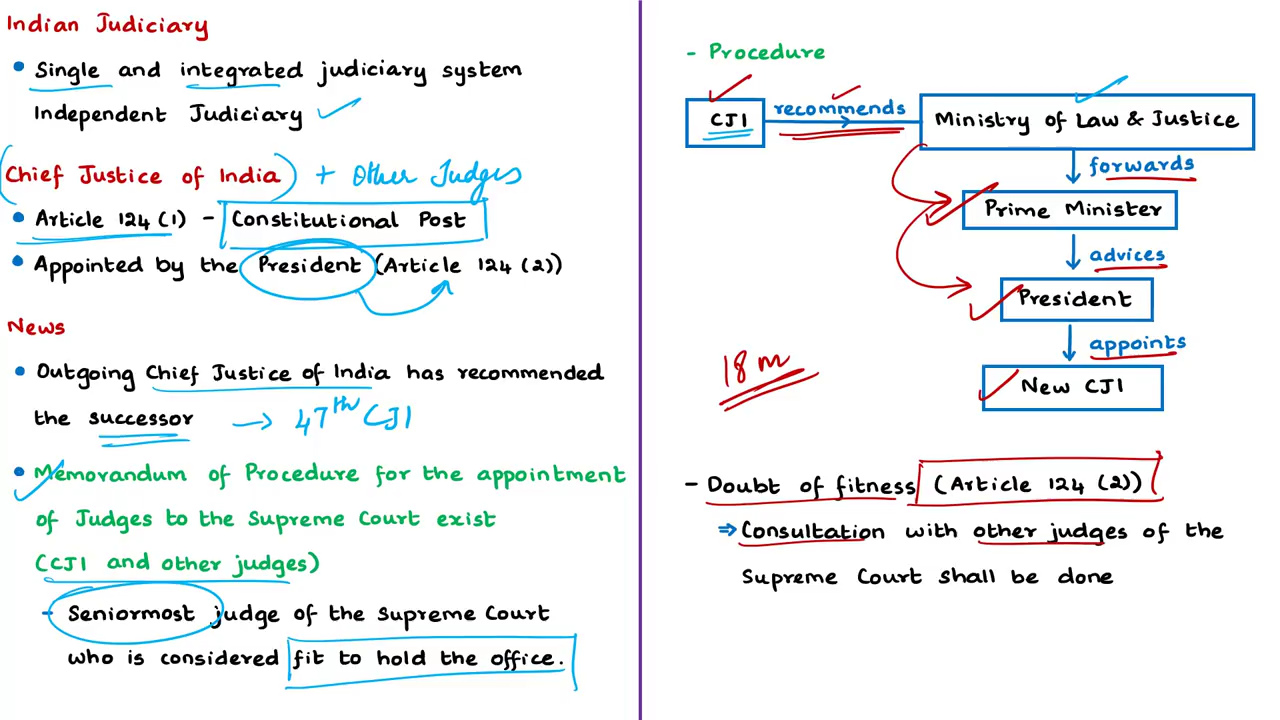 Indian Judiciary
• Single and integrated judiciary system
Independent Judiciary
Chief Justice of India + Other Judges
• Article 124 (1) - Constitutional Post
• Appointed by the President (Article 124 (2))
News
• Outgoing Chief Justice of India has recommended
the successor → 47th CJI
• Memorandum of Procedure for the appointment
of Judges to the Supreme Court exist
(CJI and other judges)
- Seniormost judge of the Supreme Court
who is considered fit to hold the office.
- Procedure
CJI recommends Ministry of Law & Justice
forwards
Prime Minister
advices
President
appoints
New CJI
18 m
- Doubt of fitness (Article 124 (2))
⇒ Consultation with other judges of the
Supreme Court shall be done